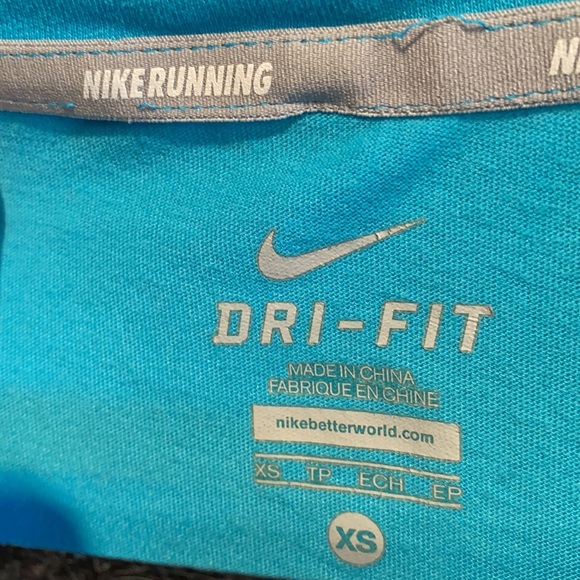 NIKERUNNING N
DRI-FIT
MADE IN CHINA
FABRIQUE EN CHINE
nikebetterworld.com
XS TP ECH EP
XS